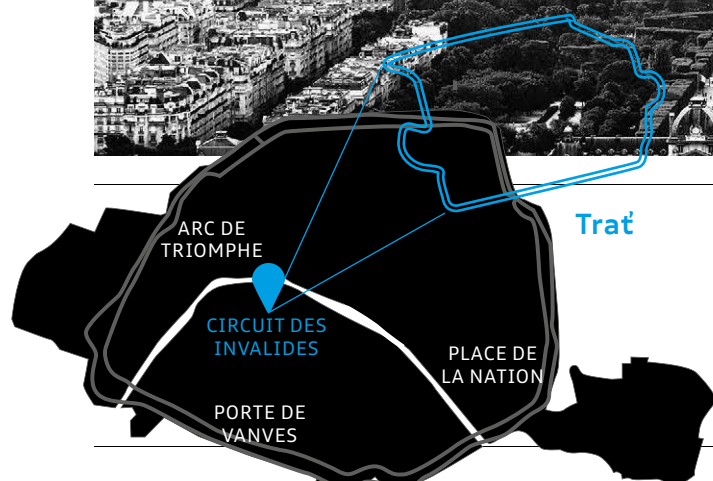 Trať
ARC DE
TRIOMPHE
CIRCUIT DES
INVALIDES
PLACE DE
LA NATION
PORTE DE
VANVES